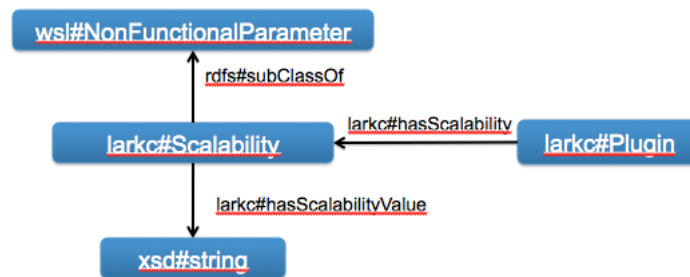 wsl#NonFunctionalParameter
rdfs#subClassOf
larkc#hasScalability
larkc#Scalability
larkc#Plugin
larkc#hasScalabilityValue
xsd#string